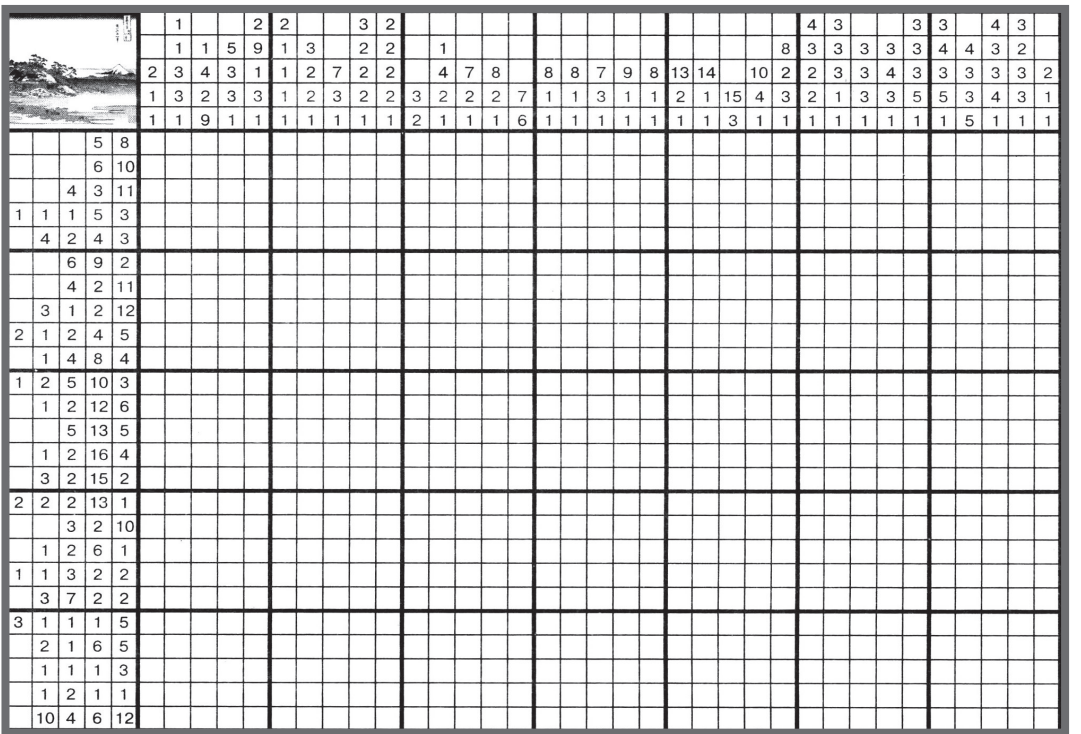 1 2 2 3 2 4 3 3 3 4 3
1 1 5 9 1 3 2 2 1 8 3 3 3 3 3 4 4 3 2
2 3 4 3 1 1 2 7 2 2 4 7 8 8 8 7 9 8 13 14 10 2 2 3 3 4 3 3 3 3 3 2
1 3 2 3 3 1 2 3 2 2 3 2 2 2 7 1 1 3 1 1 2 1 15 4 3 2 1 3 3 5 5 3 4 3 1
1 1 9 1 1 1 1 1 1 1 2 1 1 1 6 1 1 1 1 1 1 1 3 1 1 1 1 1 1 1 1 5 1 1 1
5 8
6 10
4 3 11
1 1 1 5 3
4 2 4 3
6 9 2
4 2 11
3 1 2 12
2 1 2 4 5
1 4 8 4
1 2 5 10 3
1 2 12 6
5 13 5
1 2 16 4
3 2 15 2
2 2 2 13 1
3 2 10
1 2 6 1
1 1 3 2 2
3 7 2 2
3 1 1 1 5
2 1 6 5
1 1 1 3
1 2 1 1
10 4 6 12